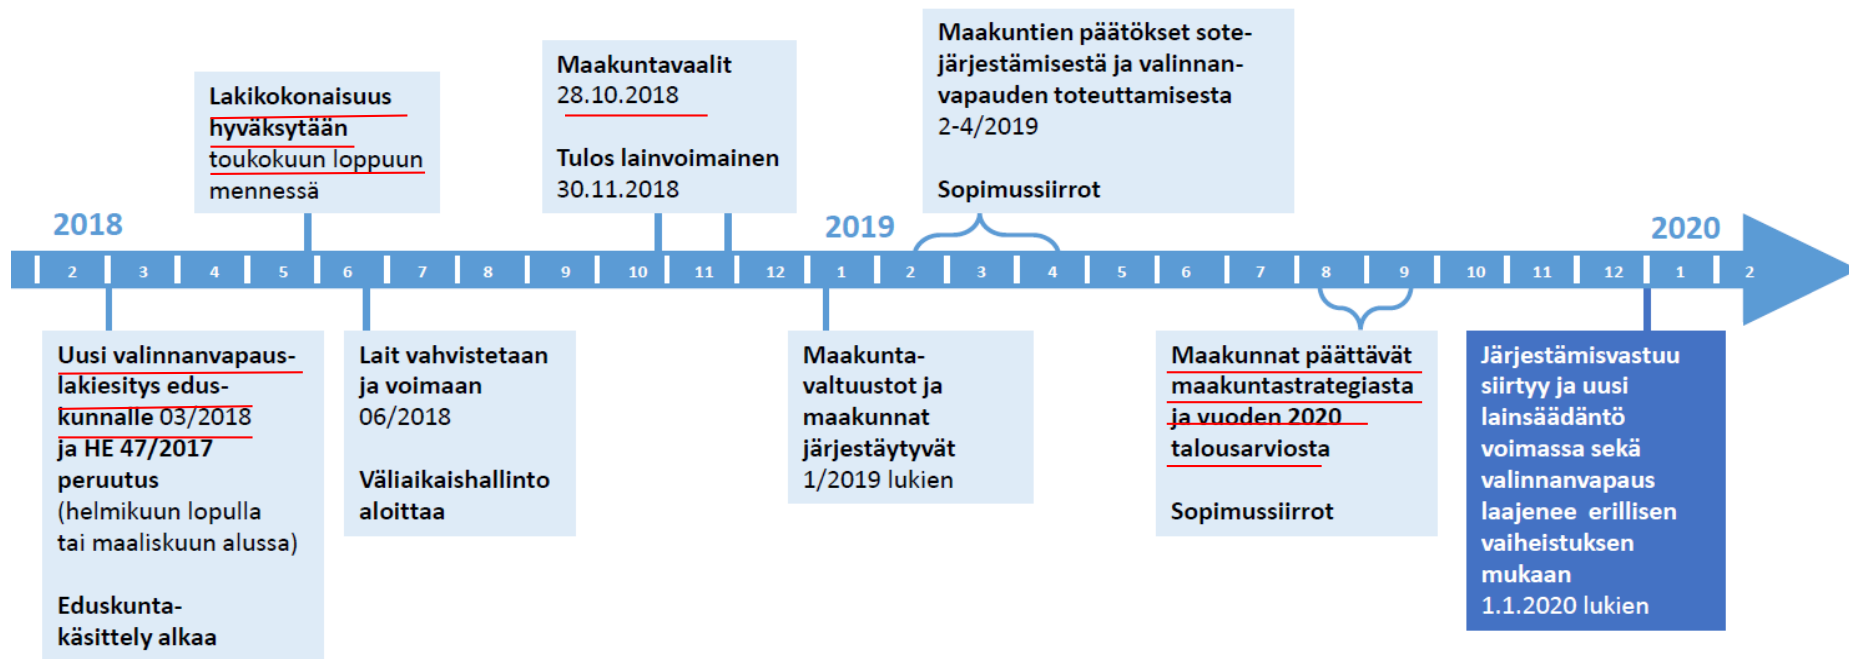 Lakikokonaisuus
hyväksytään
toukokuun loppuun
mennessä
Maakuntavaalit
28.10.2018
Tulos lainvoimainen
30.11.2018
Maakuntien päätökset sote-
järjestämisestä ja valinnan-
vapauden toteuttamisesta
2-4/2019
Sopimussiirrot
2018
2019
2020
2 3 4 5 6 7 8 9 10 11 12 1 2 3 4 5 6 7 8 9 10 11 12 1 2
Uusi valinnanvapaus-
lakiesitys edus-
kunnalle 03/2018
ja HE 47/2017
peruutus
(helmikuun lopulla
tai maaliskuun alussa)
Eduskunta-
käsittely alkaa
Lait vahvistetaan
ja voimaan
06/2018
Väliaikaishallinto
aloittaa
Maakunta-
valtuustot ja
maakunnat
järjestäytyvät
1/2019 lukien
Maakunnat päättävät
maakuntastrategiasta
ja vuoden 2020
talousarviosta
Sopimussiirrot
Järjestämisvastuu
siirtyy ja uusi
lainsäädäntö
voimassa sekä
valinnanvapaus
laajenee erillisen
vaiheistuksen
mukaan
1.1.2020 lukien